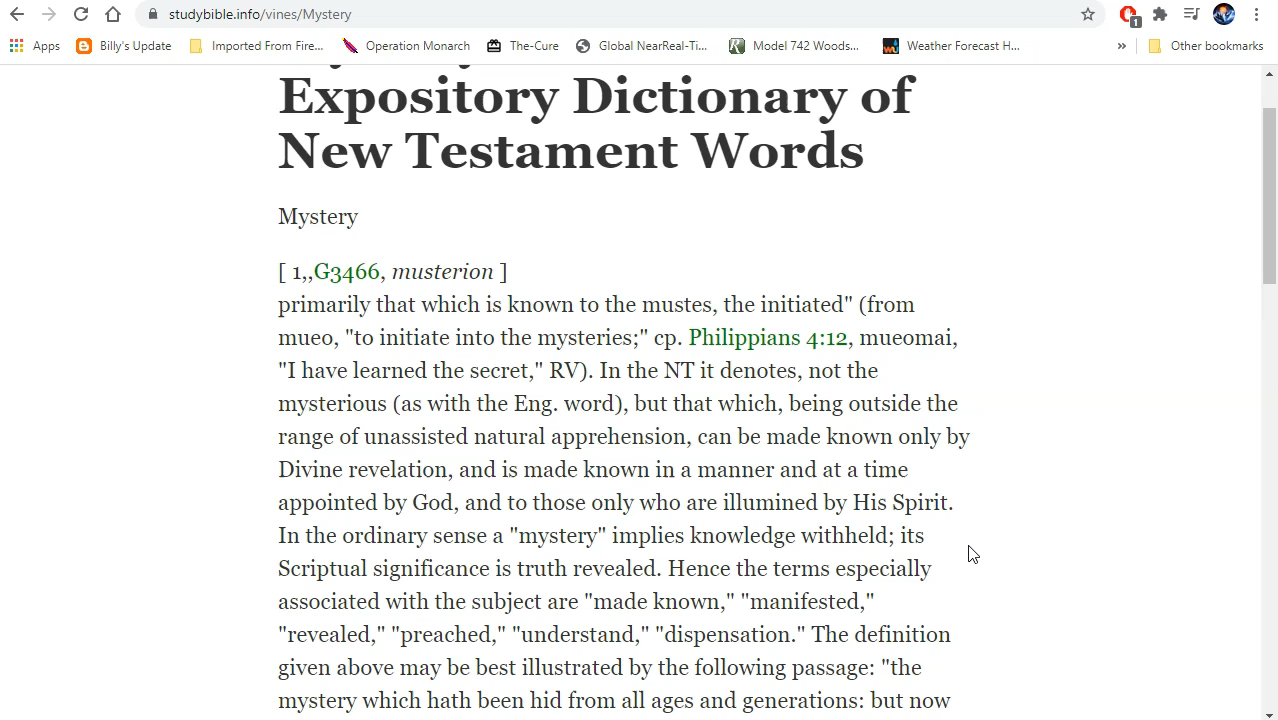 studybible.info/vines/Mystery
1
Apps
Billy's Update
Imported From Fire...
Operation Monarch
The-Cure
Global NearReal-Ti...
Model 742 Woods...
Weather Forecast H...
»
Other bookmarks
Expository Dictionary of
New Testament Words
Mystery
[ 1,,G3466, musterion ]
primarily that which is known to the mustes, the initiated" (from
mueo, "to initiate into the mysteries;" cp. Philippians 4:12, mueomai,
"I have learned the secret," RV). In the NT it denotes, not the
mysterious (as with the Eng. word), but that which, being outside the
range of unassisted natural apprehension, can be made known only by
Divine revelation, and is made known in a manner and at a time
appointed by God, and to those only who are illumined by His Spirit.
In the ordinary sense a "mystery" implies knowledge withheld; its
Scriptual significance is truth revealed. Hence the terms especially
associated with the subject are "made known," "manifested,"
"revealed," "preached," "understand," "dispensation." The definition
given above may be best illustrated by the following passage: "the
mystery which hath been hid from all ages and generations: but now